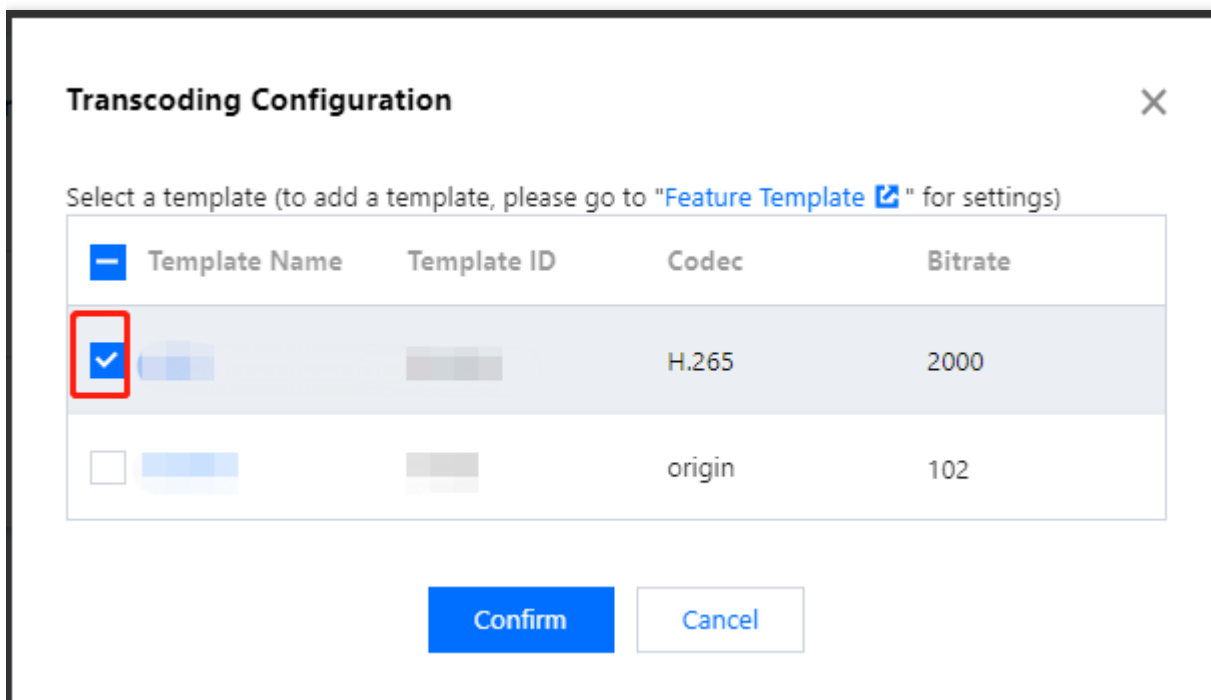 Transcoding Configuration
Select a template (to add a template, please go to "Feature Template " for settings)
Template Name Template ID Codec Bitrate
H.265 2000
origin 102
Confirm Cancel